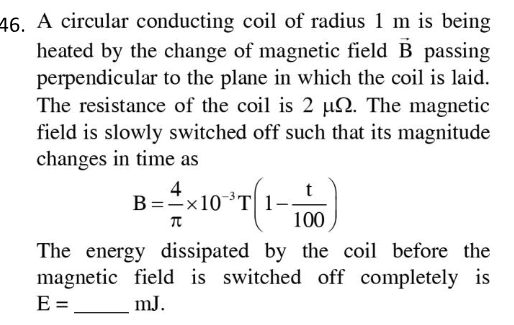 46. A circular conducting coil of radius 1 m is being
heated by the change of magnetic field B⃗ passing
perpendicular to the plane in which the coil is laid.
The resistance of the coil is 2 μΩ. The magnetic
field is slowly switched off such that its magnitude
changes in time as
B = 4/π × 10⁻³ T (1 − t/100)
The energy dissipated by the coil before the
magnetic field is switched off completely is
E = _____ mJ.